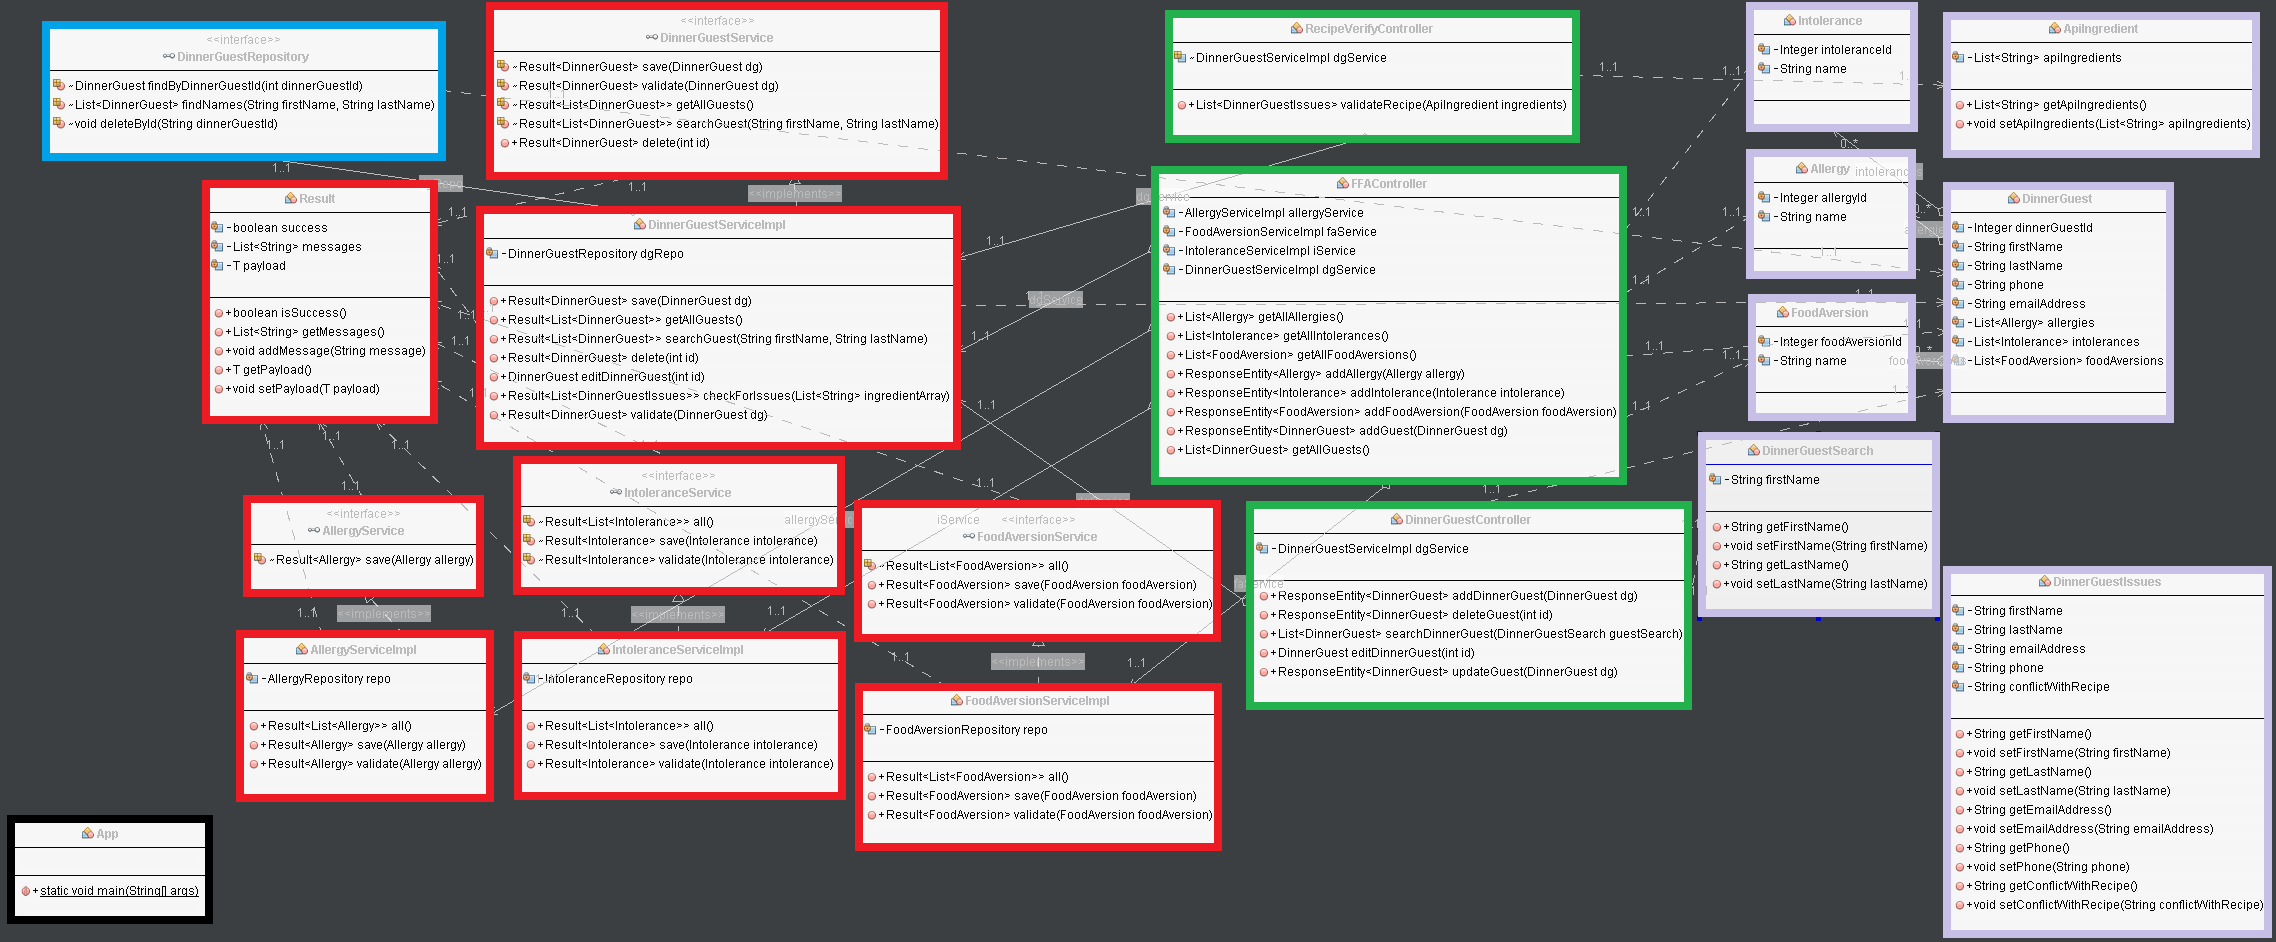 <<interface>>
DinnerGuestRepository
~DinnerGuest findByDinnerGuestId(int dinnerGuestId)
~List<DinnerGuest> findNames(String firstName, String lastName)
~void deleteById(String dinnerGuestId)
<<interface>>
DinnerGuestService
~Result<DinnerGuest> save(DinnerGuest dg)
~Result<DinnerGuest> validate(DinnerGuest dg)
~Result<List<DinnerGuest>> getAllGuests()
~Result<List<DinnerGuest>> searchGuest(String firstName, String lastName)
+Result<DinnerGuest> delete(int id)
<<implements>>
RecipeVerifyController
~DinnerGuestServiceImpl dgService
+List<DinnerGuestIssues> validateRecipe(ApiIngredient ingredients)
Intolerance
-Integer intoleranceId
-String name
ApiIngredient
-List<String> apiIngredients
+List<String> getApiIngredients()
+void setApiIngredients(List<String> apiIngredients)
Result
-boolean success
-List<String> messages
-T payload
+boolean isSuccess()
+List<String> getMessages()
+void addMessage(String message)
+T getPayload()
+void setPayload(T payload)
DinnerGuestServiceImpl
-DinnerGuestRepository dgRepo
+Result<DinnerGuest> save(DinnerGuest dg)
+Result<List<DinnerGuest>> getAllGuests()
+Result<List<DinnerGuest>> searchGuest(String firstName, String lastName)
+Result<DinnerGuest> delete(int id)
+DinnerGuest editDinnerGuest(int id)
+Result<List<DinnerGuestIssues>> checkForIssues(List<String> ingredientArray)
+Result<DinnerGuest> validate(DinnerGuest dg)
dgService
FFAController
-AllergyServiceImpl allergyService
-FoodAversionServiceImpl faService
-IntoleranceServiceImpl iService
-DinnerGuestServiceImpl dgService
+List<Allergy> getAllAllergies()
+List<Intolerance> getAllIntolerances()
+List<FoodAversion> getAllFoodAversions()
+ResponseEntity<Allergy> addAllergy(Allergy allergy)
+ResponseEntity<Intolerance> addIntolerance(Intolerance intolerance)
+ResponseEntity<FoodAversion> addFoodAversion(FoodAversion foodAversion)
+ResponseEntity<DinnerGuest> addGuest(DinnerGuest dg)
+List<DinnerGuest> getAllGuests()
Allergy
-Integer allergyId
-String name
intolerances
FoodAversion
-Integer foodAversionId
-String name
DinnerGuest
-Integer dinnerGuestId
-String firstName
-String lastName
-String phone
-String emailAddress
-List<Allergy> allergies
-List<Intolerance> intolerances
-List<FoodAversion> foodAversions
DinnerGuestSearch
-String firstName
+String getFirstName()
+void setFirstName(String firstName)
+String getLastName()
+void setLastName(String lastName)
<<interface>>
AllergyService
~Result<Allergy> save(Allergy allergy)
<<implements>>
<<interface>>
IntoleranceService
~Result<List<Intolerance>> all()
~Result<Intolerance> save(Intolerance intolerance)
~Result<Intolerance> validate(Intolerance intolerance)
<<implements>>
iService
<<interface>>
FoodAversionService
~Result<List<FoodAversion>> all()
+Result<FoodAversion> save(FoodAversion foodAversion)
+Result<FoodAversion> validate(FoodAversion foodAversion)
<<implements>>
faService
DinnerGuestController
-DinnerGuestServiceImpl dgService
+ResponseEntity<DinnerGuest> addDinnerGuest(DinnerGuest dg)
+ResponseEntity<DinnerGuest> deleteGuest(int id)
+List<DinnerGuest> searchDinnerGuest(DinnerGuestSearch guestSearch)
+DinnerGuest editDinnerGuest(int id)
+ResponseEntity<DinnerGuest> updateGuest(DinnerGuest dg)
AllergyServiceImpl
-AllergyRepository repo
+Result<List<Allergy>> all()
+Result<Allergy> save(Allergy allergy)
+Result<Allergy> validate(Allergy allergy)
IntoleranceServiceImpl
-IntoleranceRepository repo
+Result<List<Intolerance>> all()
+Result<Intolerance> save(Intolerance intolerance)
+Result<Intolerance> validate(Intolerance intolerance)
FoodAversionServiceImpl
-FoodAversionRepository repo
+Result<List<FoodAversion>> all()
+Result<FoodAversion> save(FoodAversion foodAversion)
+Result<FoodAversion> validate(FoodAversion foodAversion)
DinnerGuestIssues
-String firstName
-String lastName
-String emailAddress
-String phone
-String conflictWithRecipe
+String getFirstName()
+void setFirstName(String firstName)
+String getLastName()
+void setLastName(String lastName)
+String getEmailAddress()
+void setEmailAddress(String emailAddress)
+String getPhone()
+void setPhone(String phone)
+String getConflictWithRecipe()
+void setConflictWithRecipe(String conflictWithRecipe)
App
+static void main(String[] args)